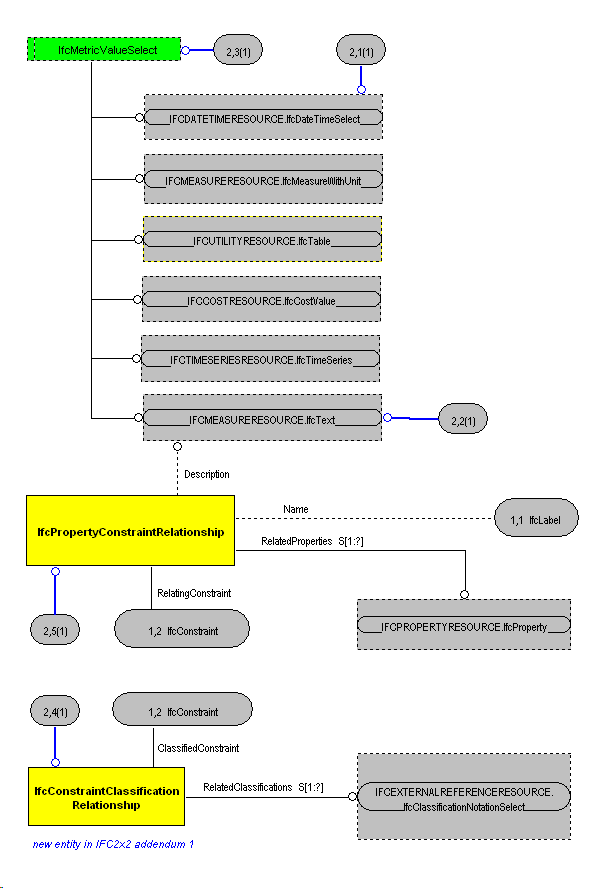 IfcMetricValueSelect
2,3(1)
2,1(1)
IFCDATETIMERESOURCE.IfcDateTimeSelect
IFCMEASURERESOURCE.IfcMeasureWithUnit
IFCUTILITYRESOURCE.IfcTable
IFCCOSTRESOURCE.IfcCostValue
IFCTIMESERIESRESOURCE.IfcTimeSeries
IFCMEASURERESOURCE.IfcText
2,2(1)
Description
IfcPropertyConstraintRelationship
Name
1,1 IfcLabel
RelatedProperties S[1:?]
RelatingConstraint
2,5(1)
1,2 IfcConstraint
IFCPROPERTYRESOURCE.IfcProperty
2,4(1)
1,2 IfcConstraint
ClassifiedConstraint
IfcConstraintClassification
Relationship
RelatedClassifications S[1:?]
IFCEXTERNALREFERENCERESOURCE.
IfcClassificationNotationSelect
new entity in IFC2x2 addendum 1